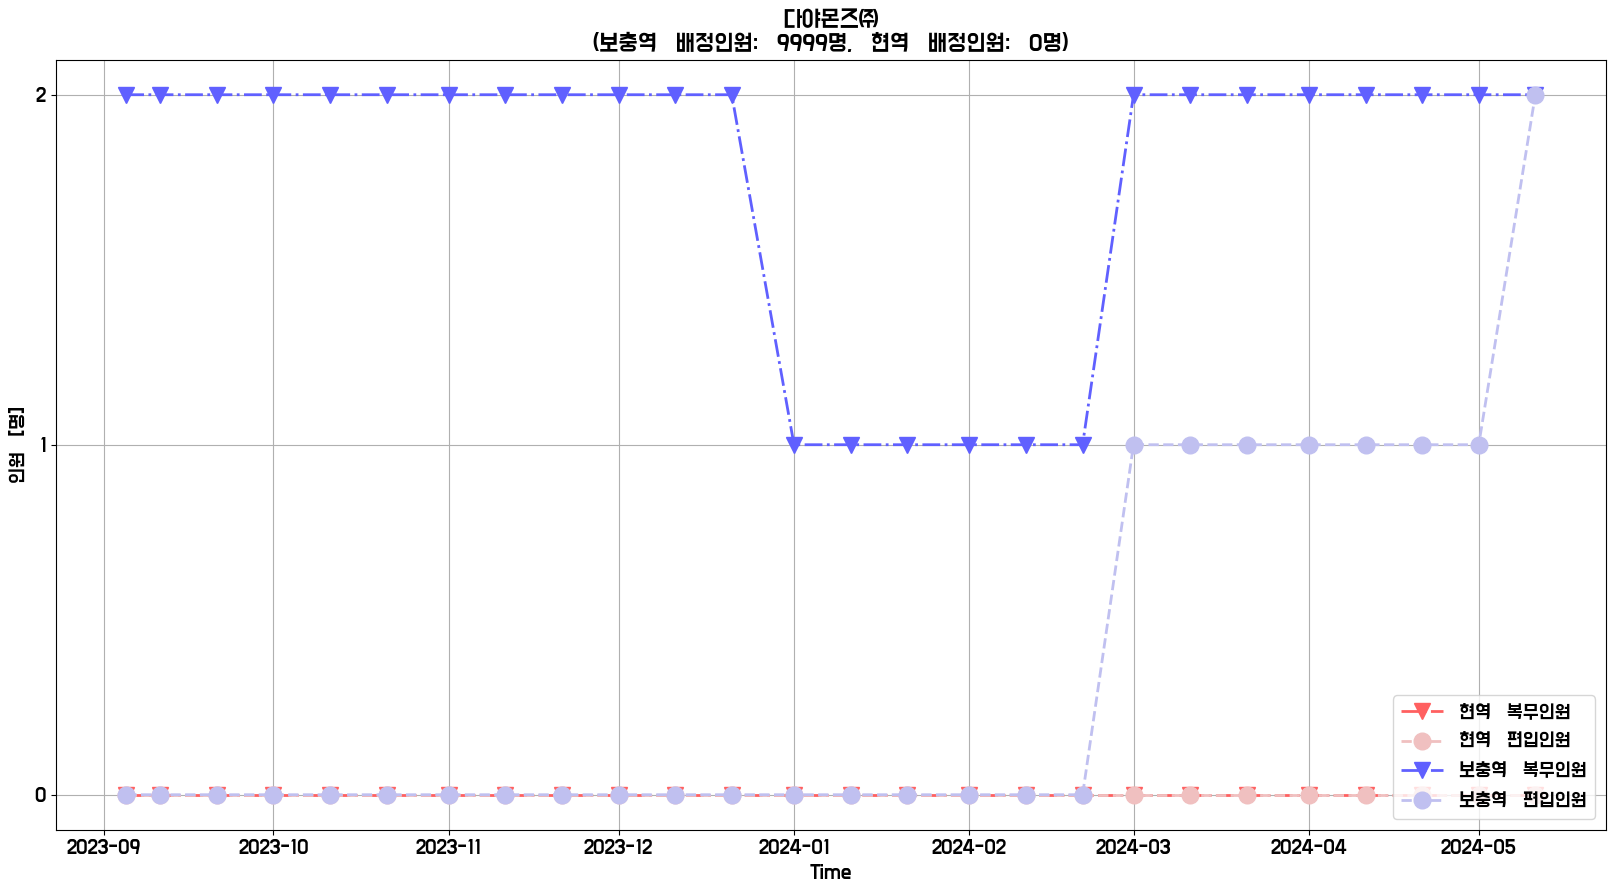 다야몬즈㈜
(보충역 배정인원: 9999명, 현역 배정인원: 0명)
인원 [명]
2
1
0
2023-09 2023-10 2023-11 2023-12 2024-01 2024-02 2024-03 2024-04 2024-05
Time
현역 복무인원
현역 편입인원
보충역 복무인원
보충역 편입인원